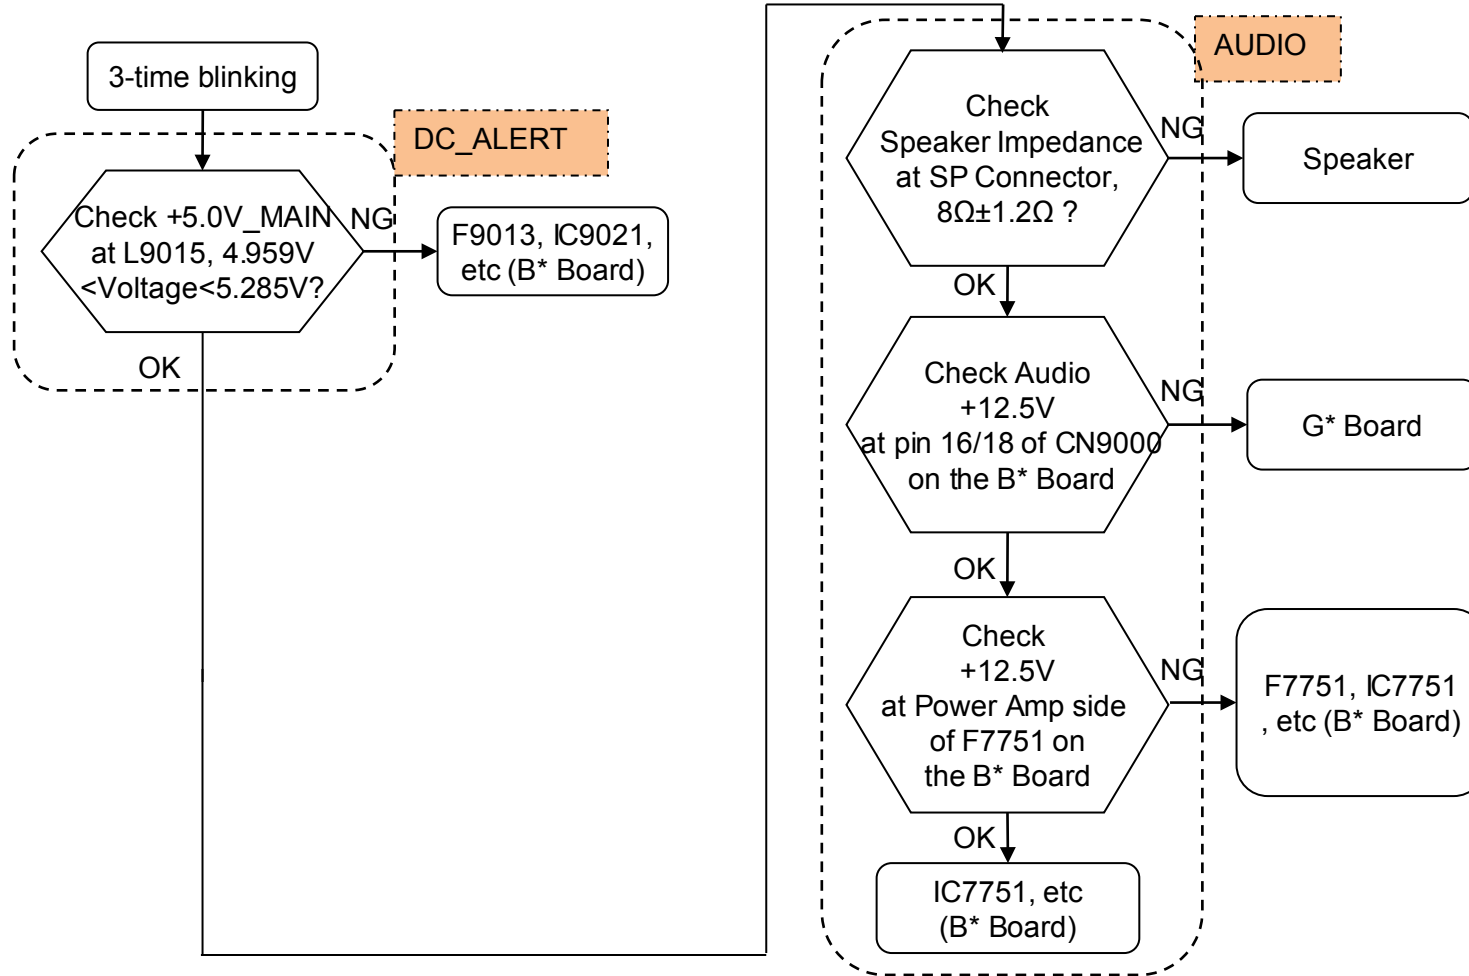 3-time blinking
DC_ALERT
Check +5.0V_MAIN
at L9015, 4.959V
<Voltage<5.285V?
NG
F9013, IC9021,
etc (B* Board)
OK
AUDIO
Check
Speaker Impedance
at SP Connector,
8Ω±1.2Ω ?
NG
Speaker
OK
Check Audio
+12.5V
at pin 16/18 of CN9000
on the B* Board
NG
G* Board
OK
Check
+12.5V
at Power Amp side
of F7751 on
the B* Board
NG
F7751, IC7751
, etc (B* Board)
OK
IC7751, etc
(B* Board)